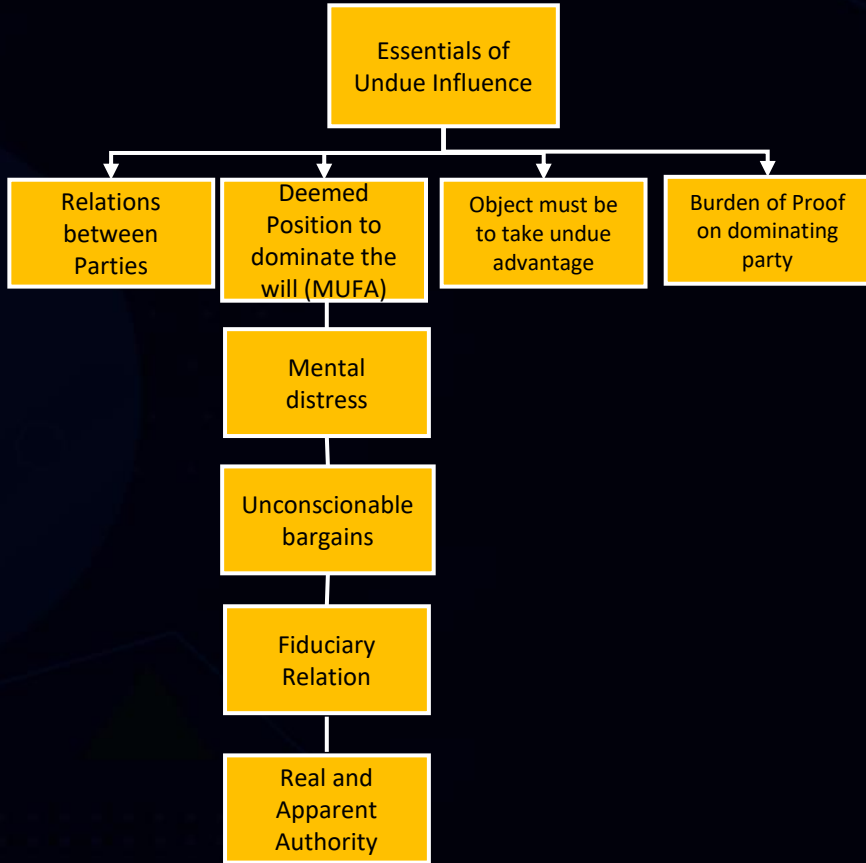 Essentials of
Undue Influence
Relations
between
Parties
Deemed
Position to
dominate the
will (MUFA)
Object must be
to take undue
advantage
Burden of Proof
on dominating
party
Mental
distress
Unconscionable
bargains
Fiduciary
Relation
Real and
Apparent
Authority